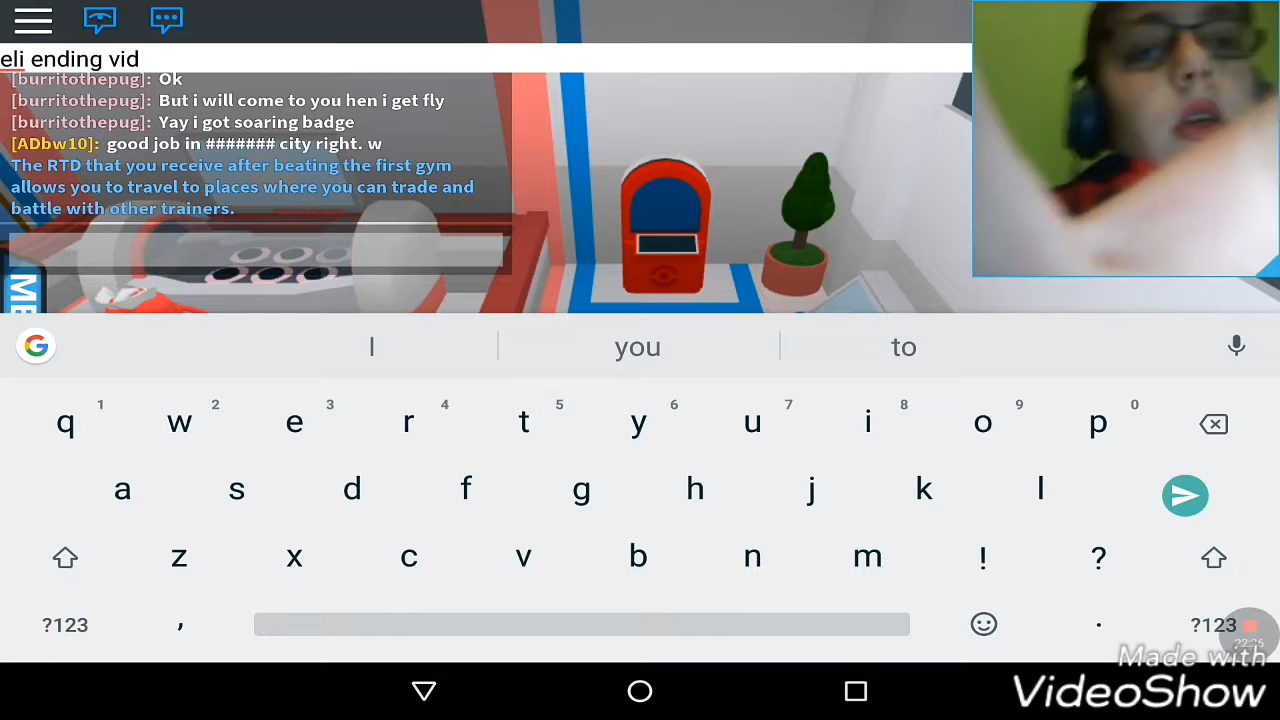 eli ending vid
[burritothepug]: Ok
[burritothepug]: But i will come to you hen i get fly
[burritothepug]: Yay i got soaring badge
[ADbw10]: good job in ####### city right. w
The RTD that you receive after beating the first gym
allows you to travel to places where you can trade and
battle with other trainers.
ME
G I you to
q 1 w 2 e 3 r 4 t 5 y 6 u 7 i 8 o 9 p 0
a s d f g h j k l
z x c v b n m ! ?
?123 , . ?123
22:26
Made with
VideoShow